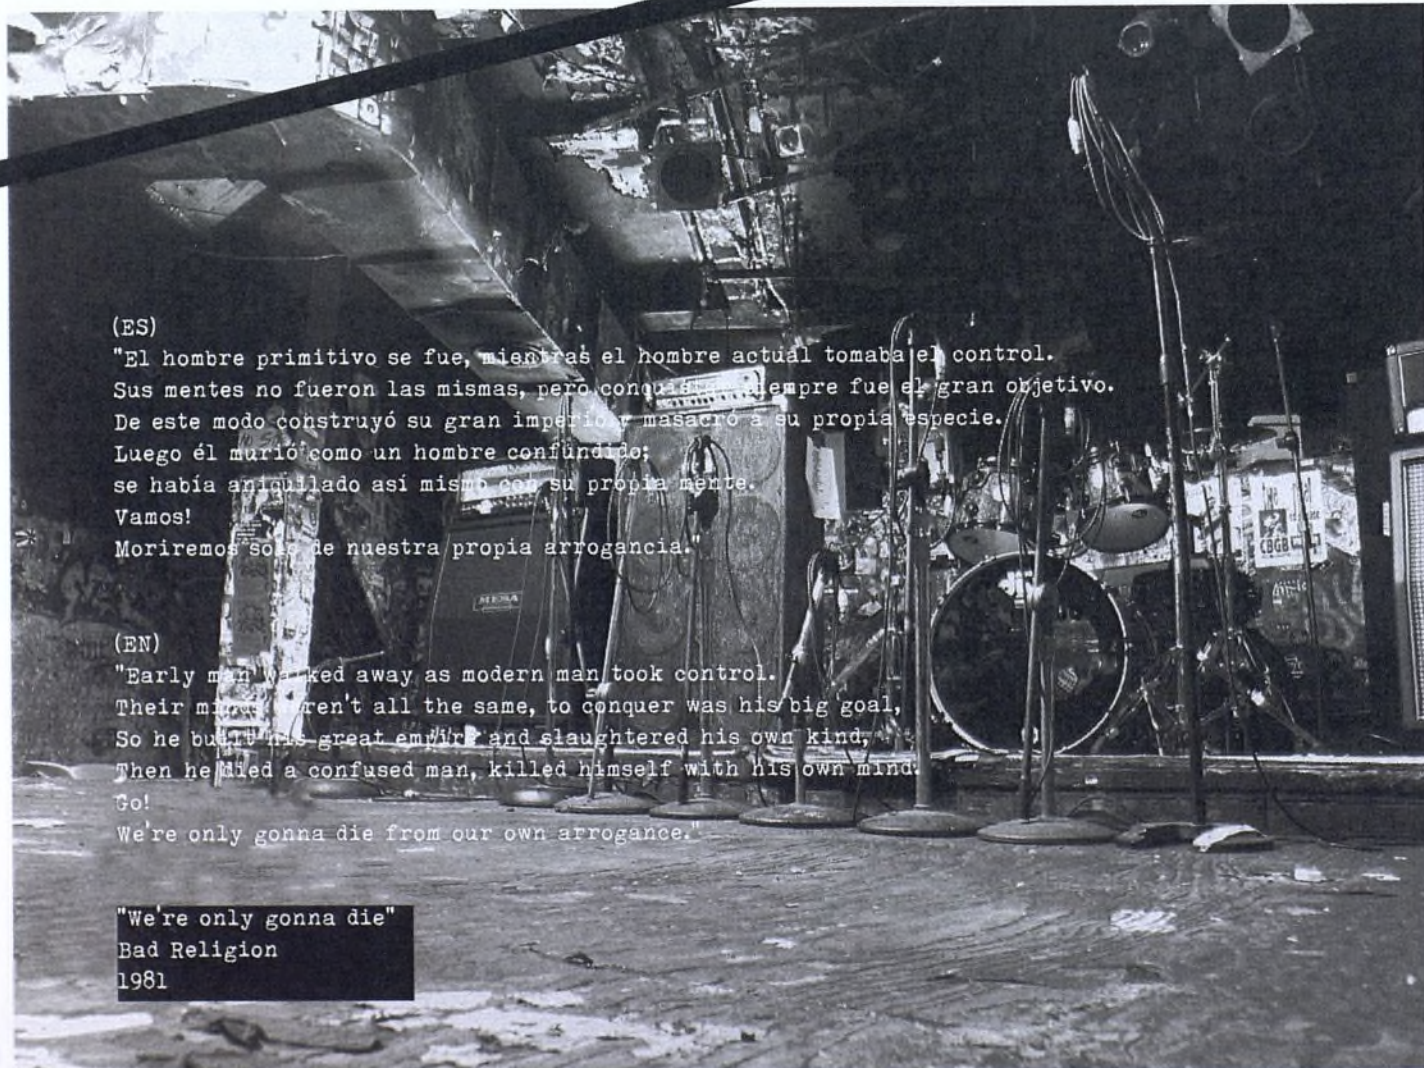 (ES)
"El hombre primitivo se fue, mientras el hombre actual tomaba el control.
Sus mentes no fueron las mismas, pero conquistar siempre fue el gran objetivo.
De este modo construyó su gran imperio y masacró a su propia especie.
Luego él murió como un hombre confundido;
se había aniquilado así mismo con su propia mente.
Vamos!
Moriremos solo de nuestra propia arrogancia.
MESA
CBGB
(EN)
"Early man walked away as modern man took control.
Their minds weren't all the same, to conquer was his big goal,
So he built his great empire and slaughtered his own kind,
Then he died a confused man, killed himself with his own mind.
Go!
We're only gonna die from our own arrogance."
"We're only gonna die"
Bad Religion
1981